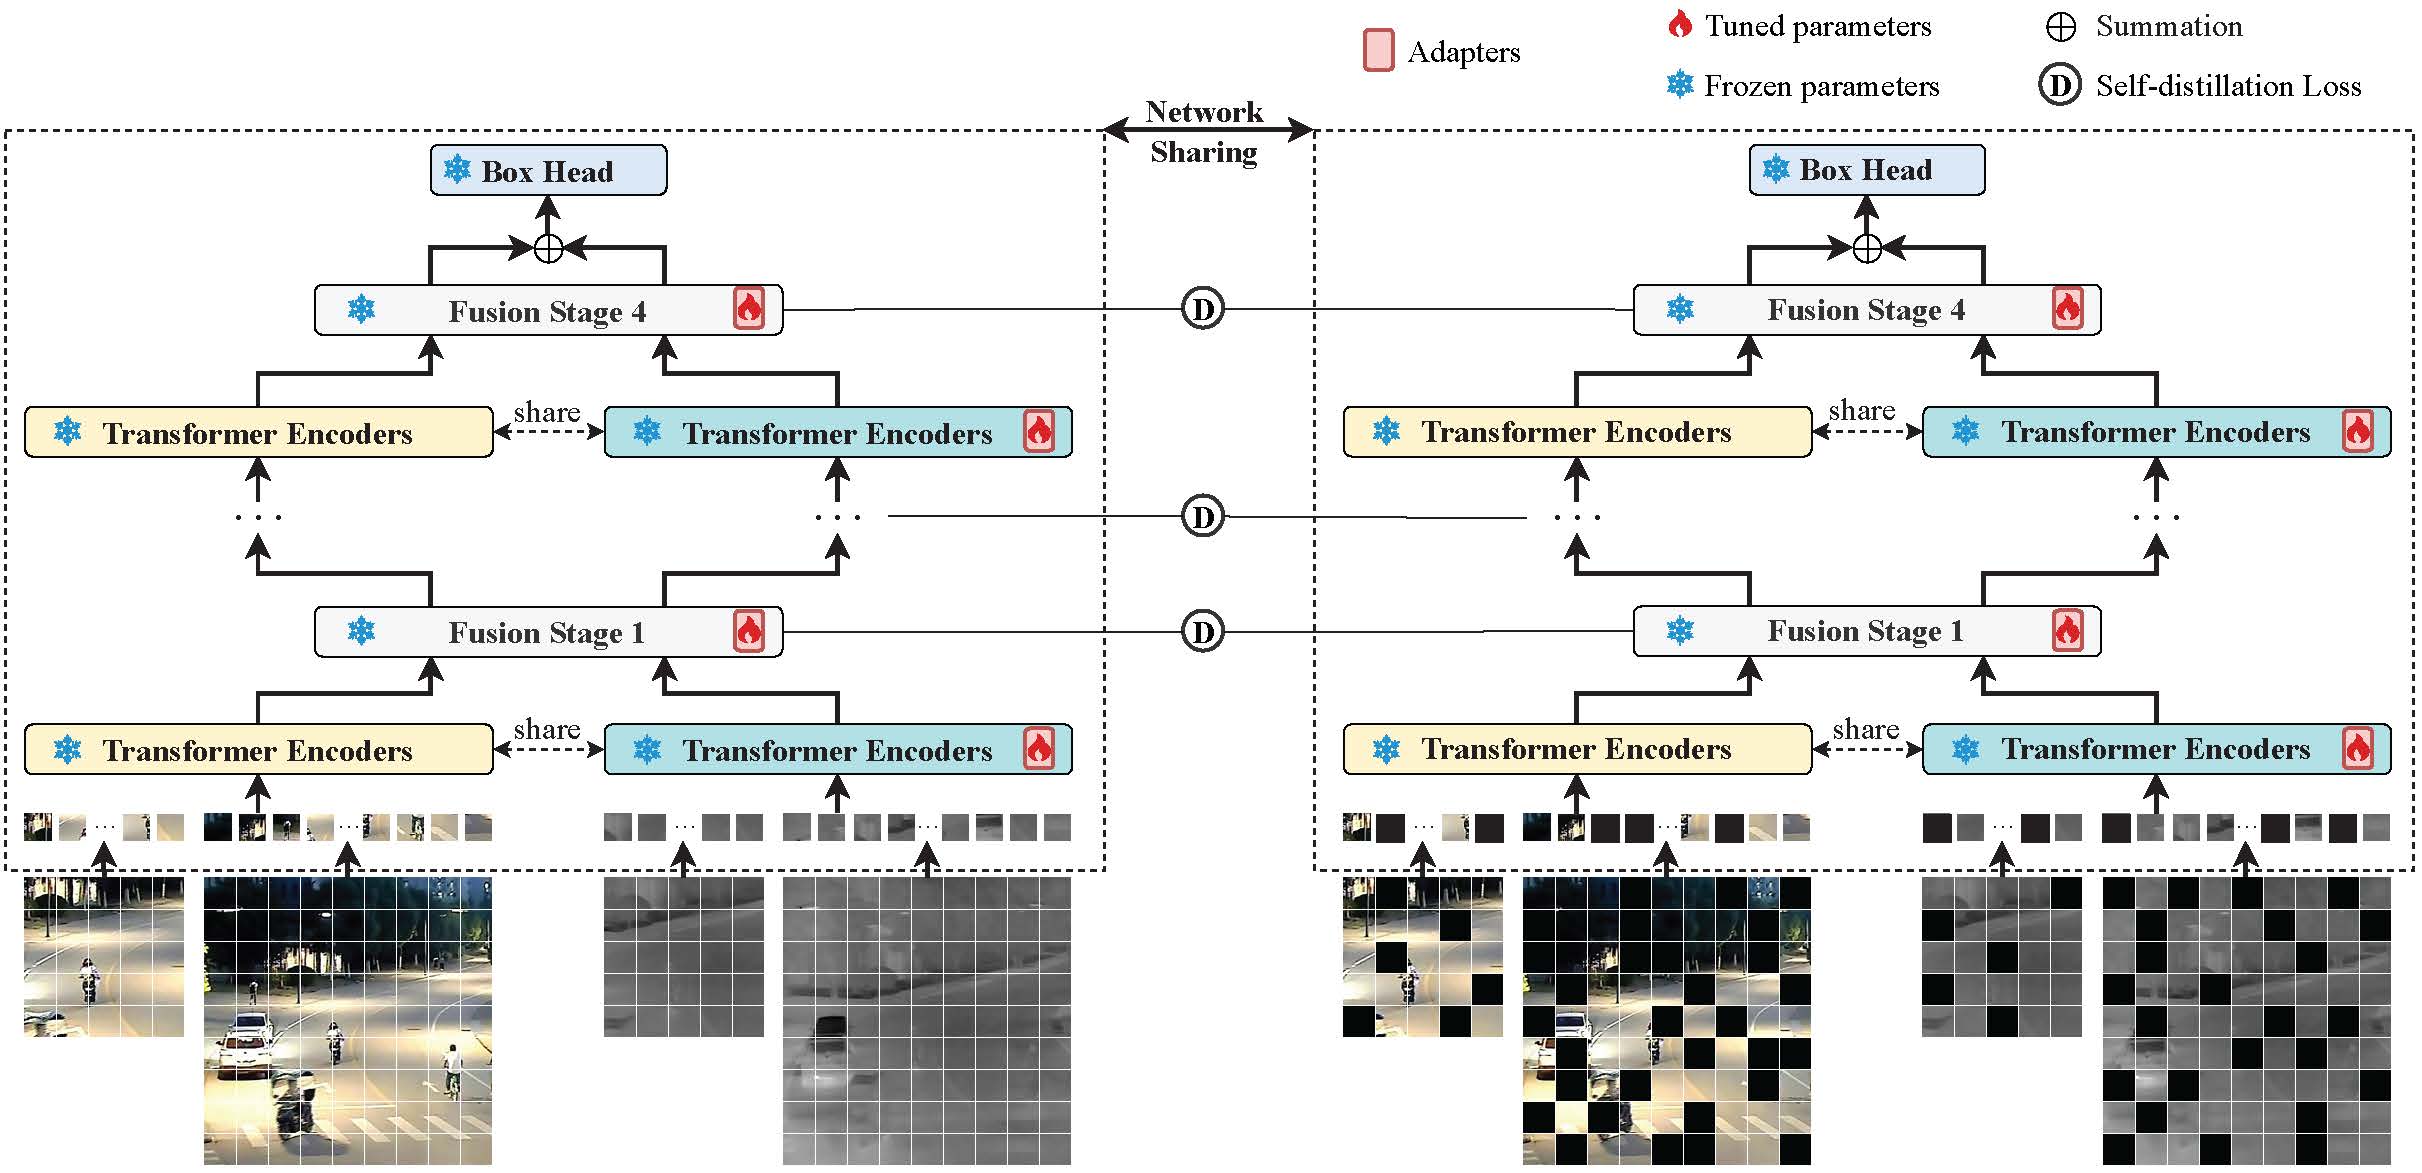 Adapters
Tuned parameters
Summation
Frozen parameters
D Self-distillation Loss
Network
Sharing
Box Head
Box Head
Fusion Stage 4
D
Fusion Stage 4
Transformer Encoders
share
Transformer Encoders
Transformer Encoders
share
Transformer Encoders
...
...
D
...
...
Fusion Stage 1
D
Fusion Stage 1
Transformer Encoders
share
Transformer Encoders
Transformer Encoders
share
Transformer Encoders
...
...
...
...
...
...
...
...